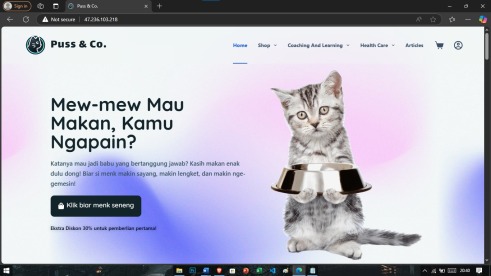 Sign in
Puss & Co.
Not secure
47.236.103.218
Puss & Co.
Home
Shop
Coaching And Learning
Health Care
Articles
Mew-mew Mau
Makan, Kamu
Ngapain?
Katanya mau jadi babu yang bertanggung jawab? Kasih makan enak
dulu dong! Biar si menk makin sayang, makin lengket, dan makin nge-
gemesin!
Klik biar menk seneng
Ekstra Diskon 30% untuk pembelian pertama!
20.40